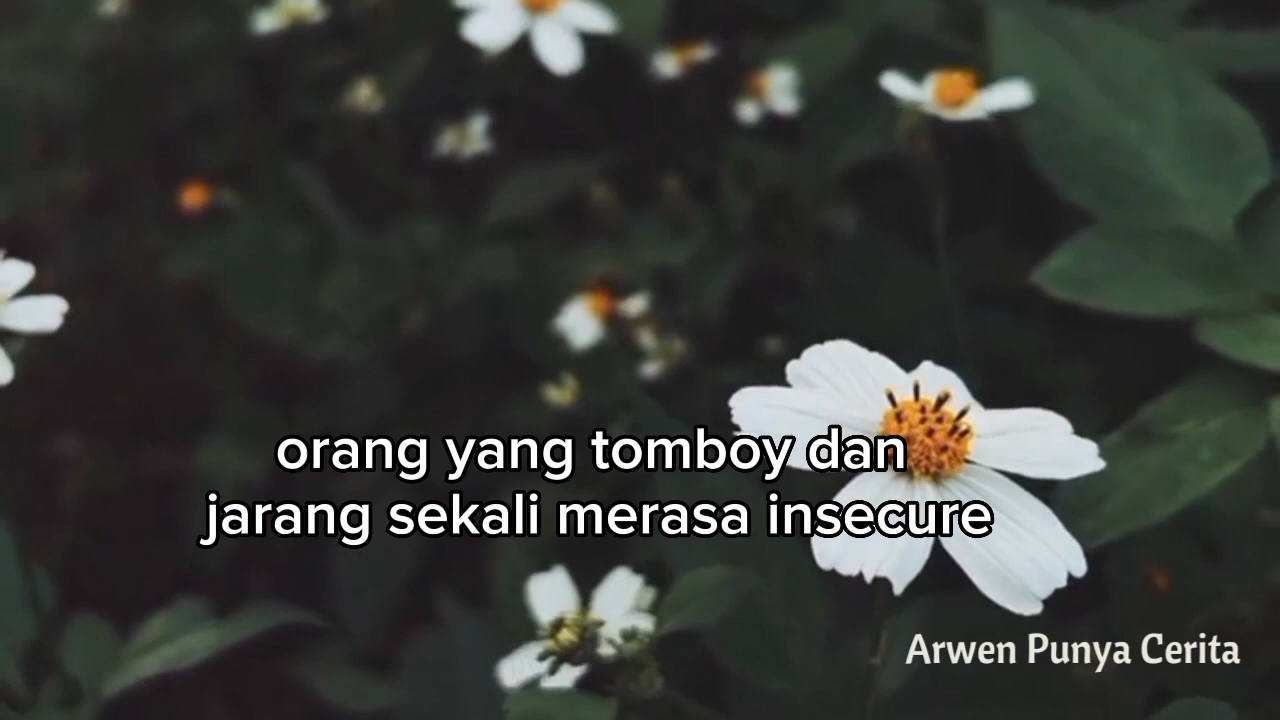 orang yang tomboy dan
jarang sekali merasa insecure
Arwen Punya Cerita